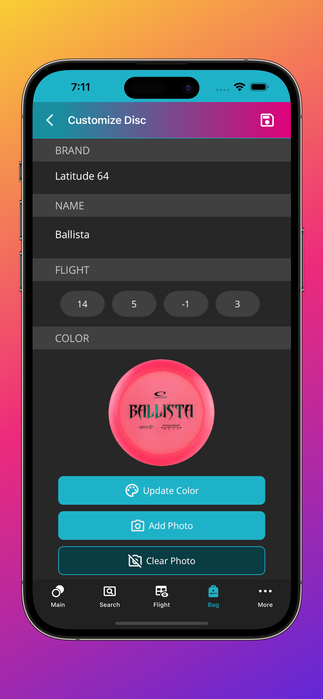 7:11
Customize Disc
BRAND
Latitude 64
NAME
Ballista
FLIGHT
14 5 -1 3
COLOR
BALLISTA
Update Color
Add Photo
Clear Photo
Main Search Flight Bag More